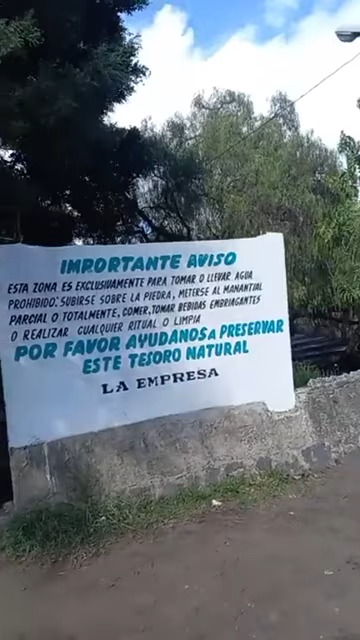 IMPORTANTE AVISO
ESTA ZONA ES EXCLUSIVAMENTE PARA TOMAR O LLEVAR AGUA
PROHIBIDO: SUBIRSE SOBRE LA PIEDRA, METERSE AL MANANTIAL
PARCIAL O TOTALMENTE, COMER, TOMAR BEBIDAS EMBRIAGANTES
O REALIZAR CUALQUIER RITUAL O LIMPIA
POR FAVOR AYUDANOS A PRESERVAR
ESTE TESORO NATURAL
LA EMPRESA